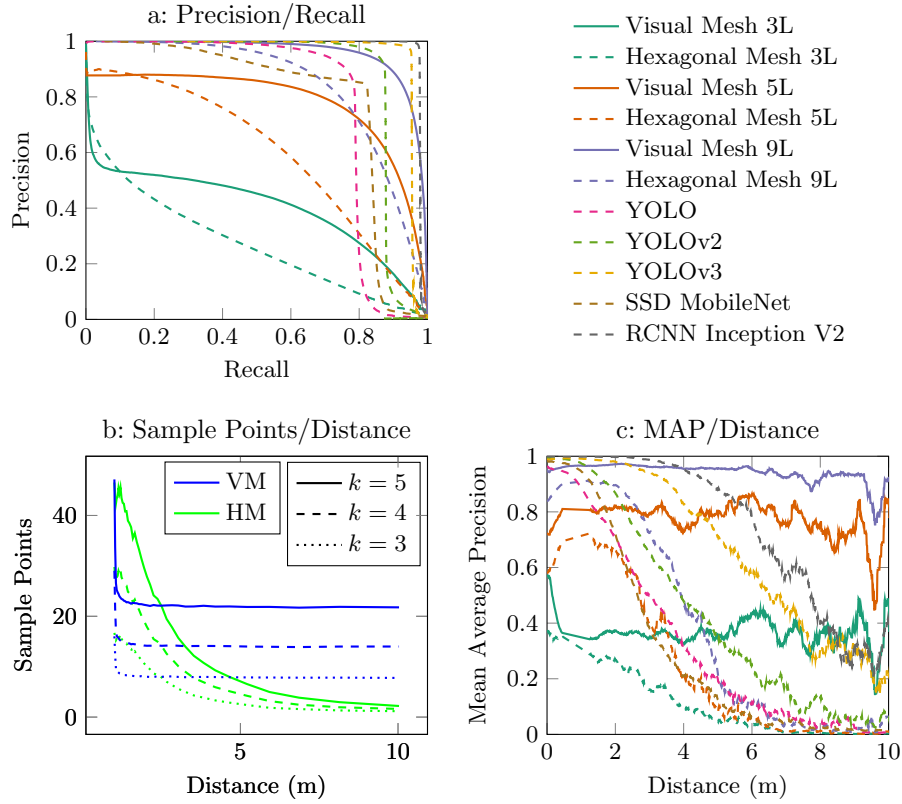 a: Precision/Recall
1
0.8
0.6
0.4
0.2
0
Precision
0 0.2 0.4 0.6 0.8 1
Recall
Visual Mesh 3L
Hexagonal Mesh 3L
Visual Mesh 5L
Hexagonal Mesh 5L
Visual Mesh 9L
Hexagonal Mesh 9L
YOLO
YOLOv2
YOLOv3
SSD MobileNet
RCNN Inception V2
b: Sample Points/Distance
VM
HM
k = 5
k = 4
k = 3
40
20
0
Sample Points
5 10
Distance (m)
c: MAP/Distance
1
0.8
0.6
0.4
0.2
0
Mean Average Precision
0 2 4 6 8 10
Distance (m)